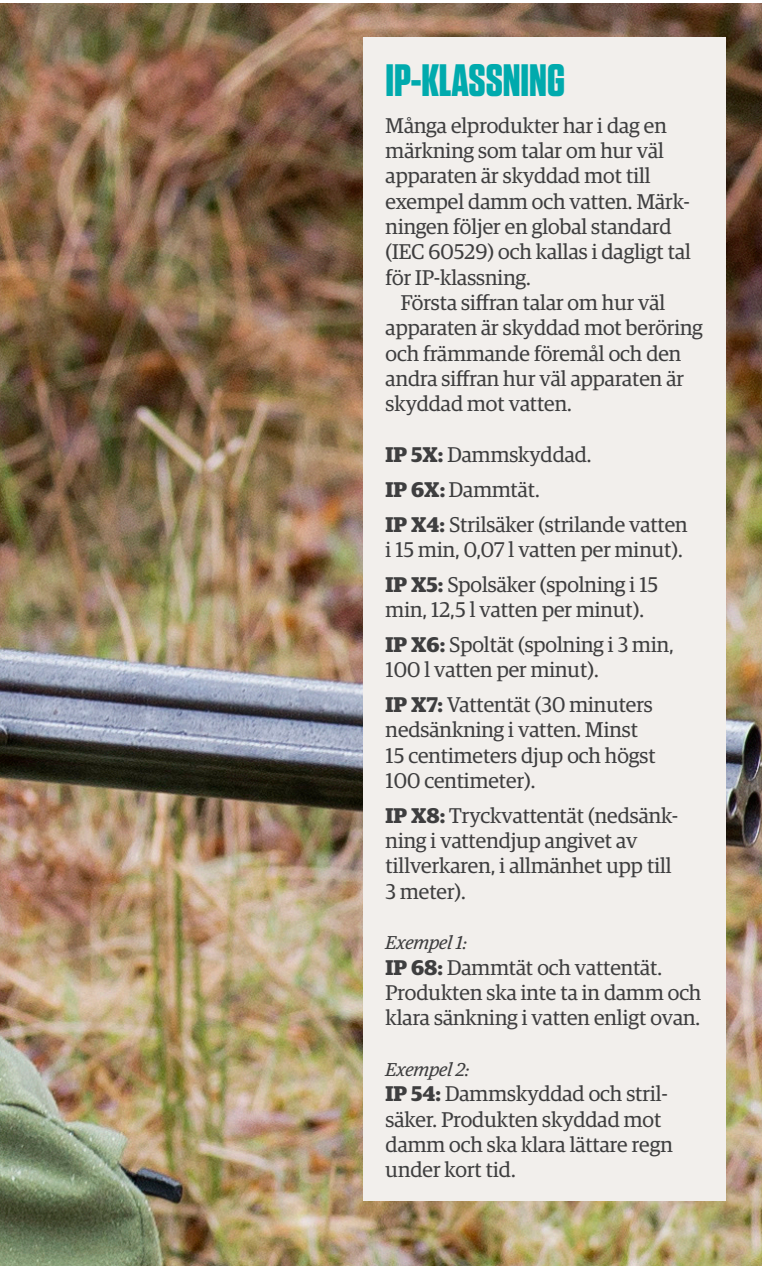 IP-KLASSNING
Många elprodukter har i dag en
märkning som talar om hur väl
apparaten är skyddad mot till
exempel damm och vatten. Märk-
ningen följer en global standard
(IEC 60529) och kallas i dagligt tal
för IP-klassning.
Första siffran talar om hur väl
apparaten är skyddad mot beröring
och främmande föremål och den
andra siffran hur väl apparaten är
skyddad mot vatten.
IP 5X: Dammskyddad.
IP 6X: Dammtät.
IP X4: Strilsäker (strilande vatten
i 15 min, 0,07 l vatten per minut).
IP X5: Spolsäker (spolning i 15
min, 12,5 l vatten per minut).
IP X6: Spoltät (spolning i 3 min,
100 l vatten per minut).
IP X7: Vattentät (30 minuters
nedsänkning i vatten. Minst
15 centimeters djup och högst
100 centimeter).
IP X8: Tryckvattentät (nedsänk-
ning i vattendjup angivet av
tillverkaren, i allmänhet upp till
3 meter).
Exempel 1:
IP 68: Dammtät och vattentät.
Produkten ska inte ta in damm och
klara sänkning i vatten enligt ovan.
Exempel 2:
IP 54: Dammskyddad och stril-
säker. Produkten skyddad mot
damm och ska klara lättare regn
under kort tid.